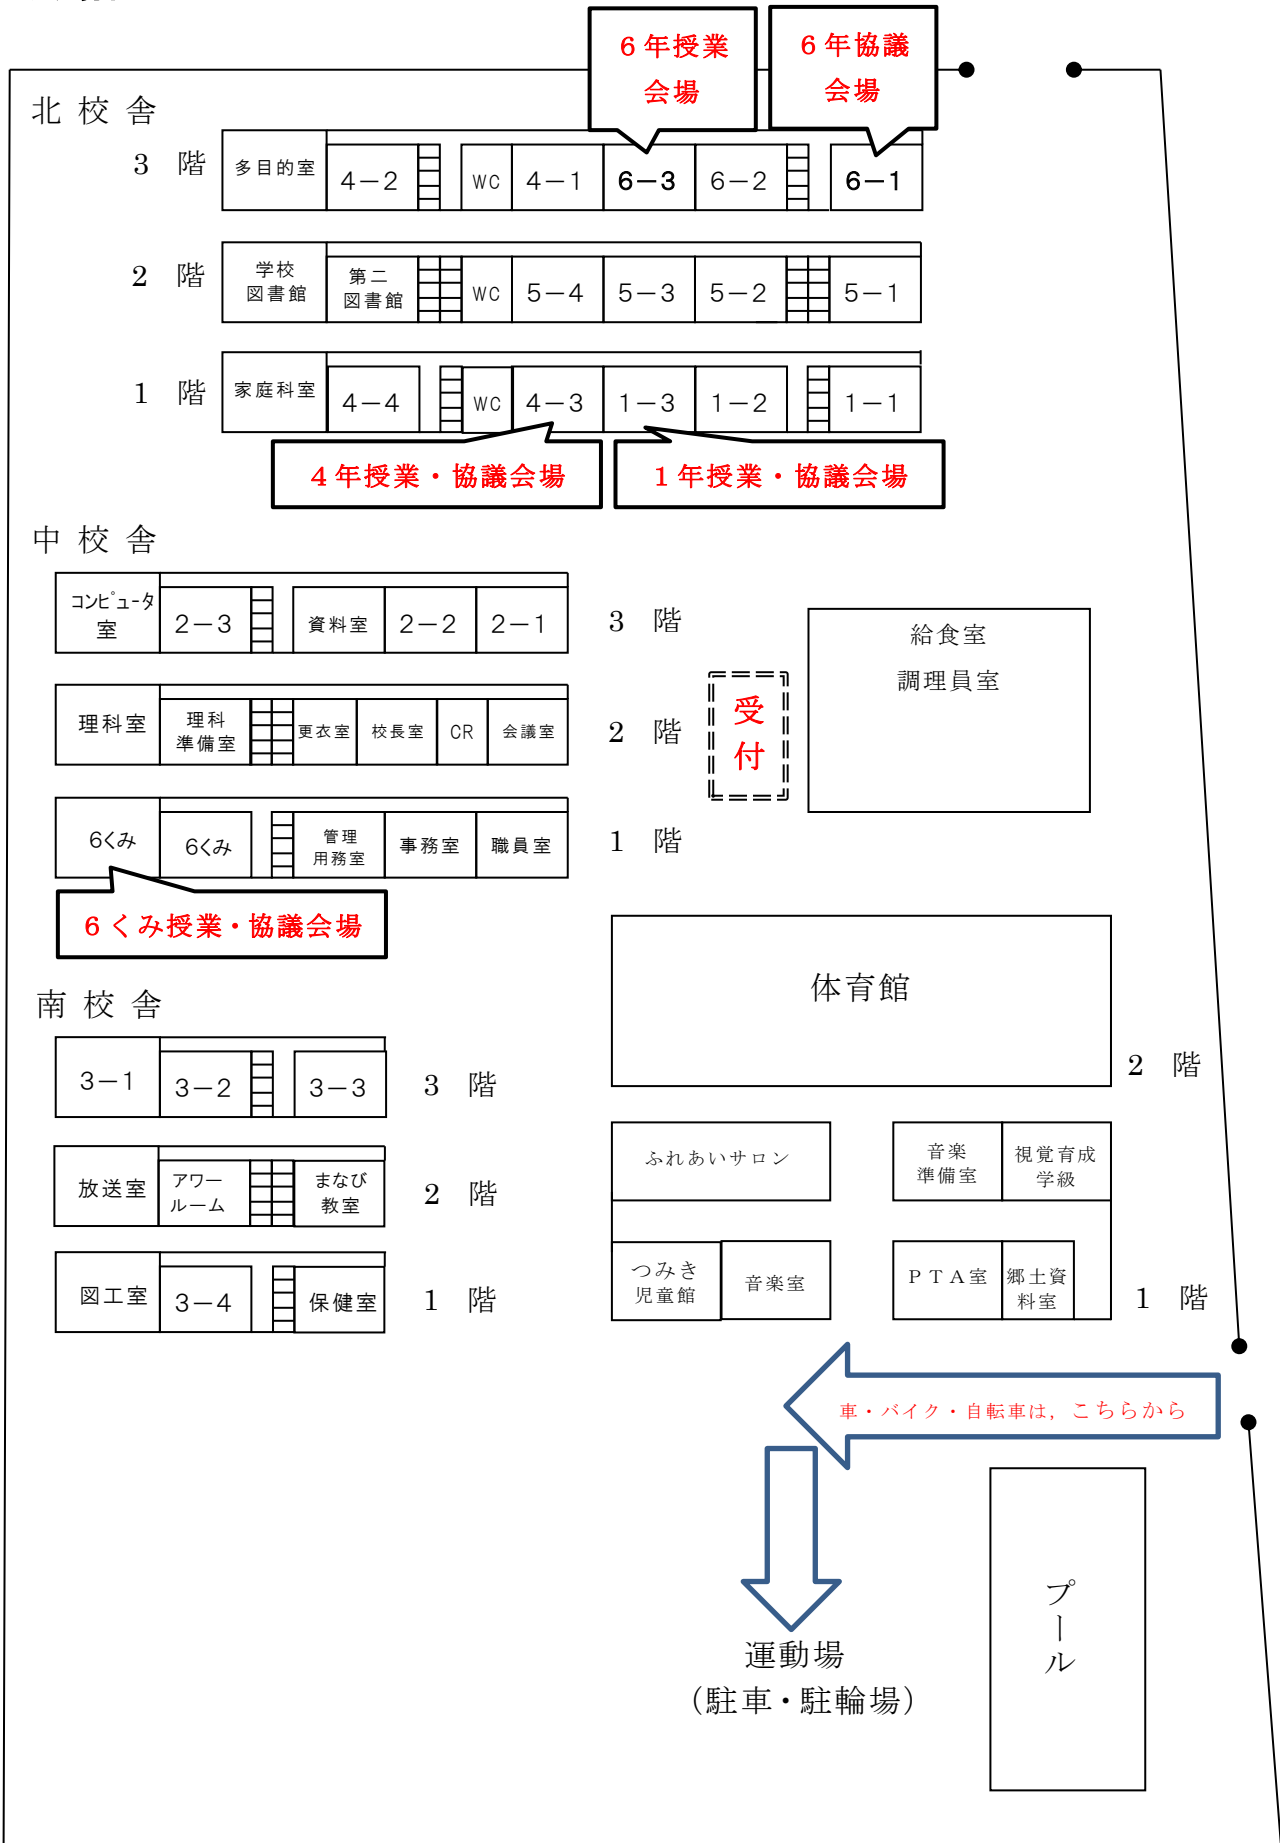 6年授業
会場
6年協議
会場
北校舎
3 階
多目的室
4-2
WC
4-1
6-3
6-2
6-1
2 階
学校
図書館
第二
図書館
WC
5-4
5-3
5-2
5-1
1 階
家庭科室
4-4
WC
4-3
1-3
1-2
1-1
4年授業・協議会場
1年授業・協議会場
中校舎
コンピュータ
室
2-3
資料室
2-2
2-1
3 階
給食室
調理員室
受
付
理科室
理科
準備室
更衣室
校長室
CR
会議室
2 階
6くみ
6くみ
管理
用務室
事務室
職員室
1 階
6くみ授業・協議会場
体育館
2 階
南校舎
3-1
3-2
3-3
3 階
ふれあいサロン
音楽
準備室
視覚育成
学級
放送室
アワー
ルーム
まなび
教室
2 階
つみき
児童館
音楽室
PTA室
郷土資
料室
1 階
図工室
3-4
保健室
1 階
車・バイク・自転車は，こちらから
プール
運動場
（駐車・駐輪場）